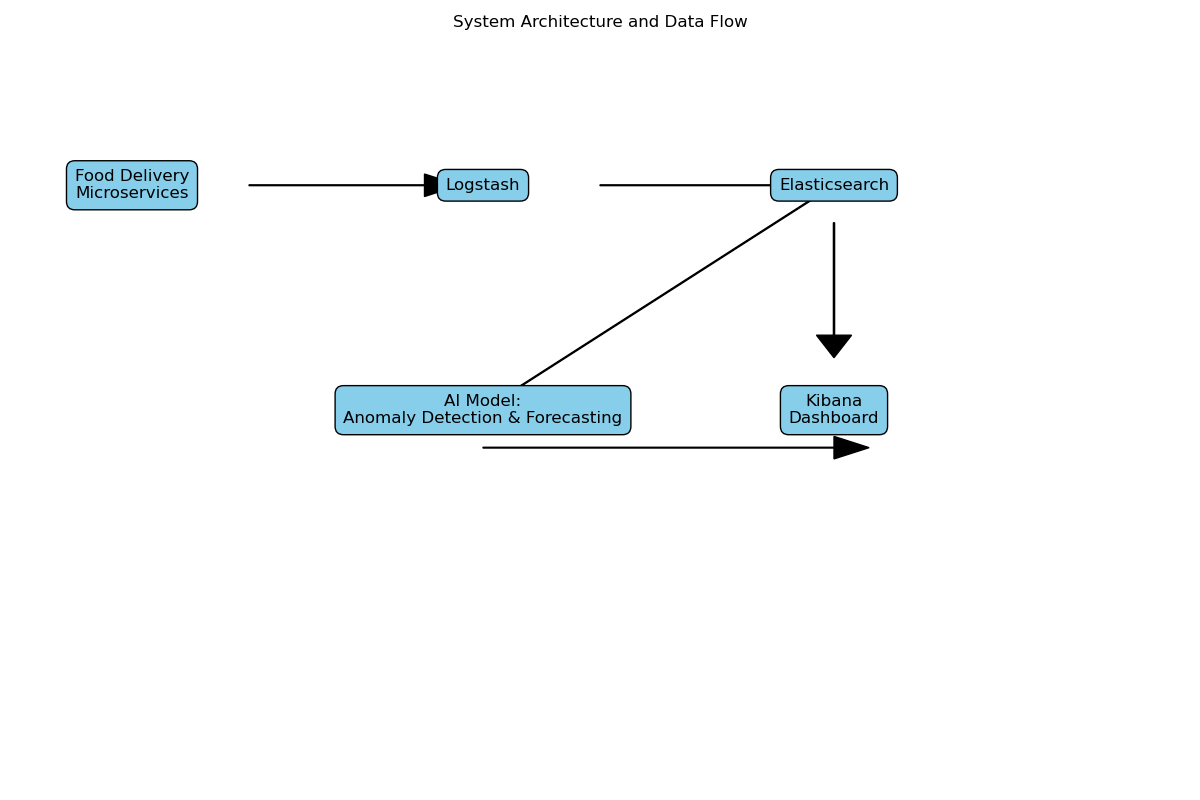 System Architecture and Data Flow
Food Delivery
Microservices
Logstash
Elasticsearch
AI Model:
Anomaly Detection & Forecasting
Kibana
Dashboard